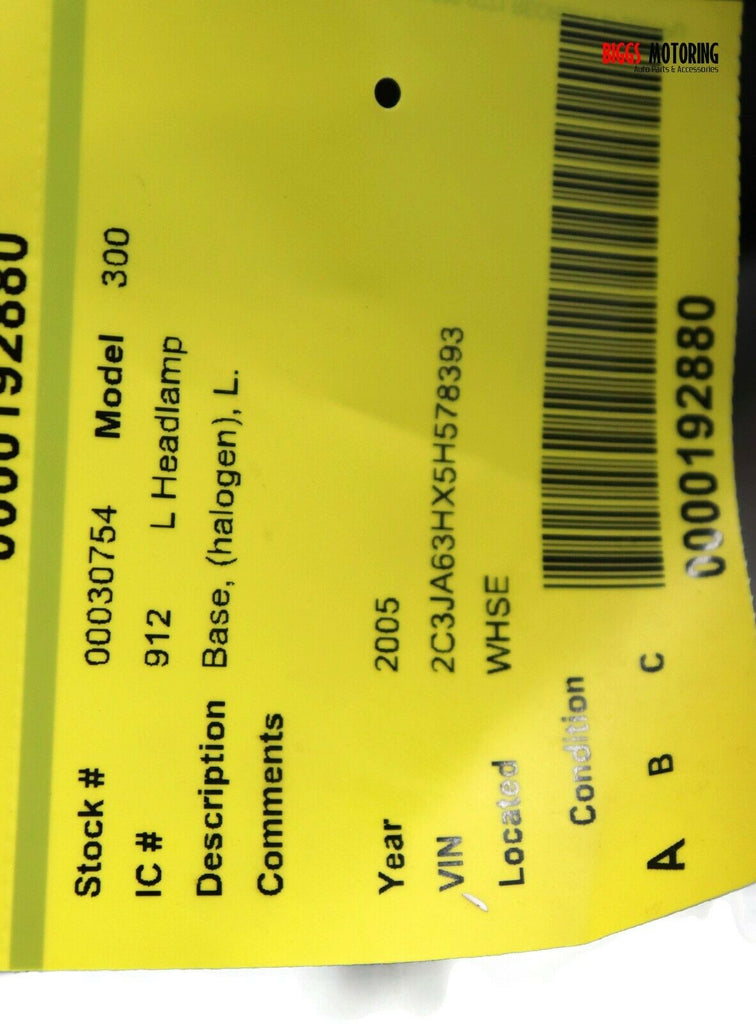 BIGGS MOTORING
Auto Parts & Accessories
0000192880
Stock # 00030754 Model 300
IC # 912 L Headlamp
Description Base, (halogen), L.
Comments
Year 2005
VIN 2C3JA63HX5H578393
Located WHSE
Condition
A B C
0000192880